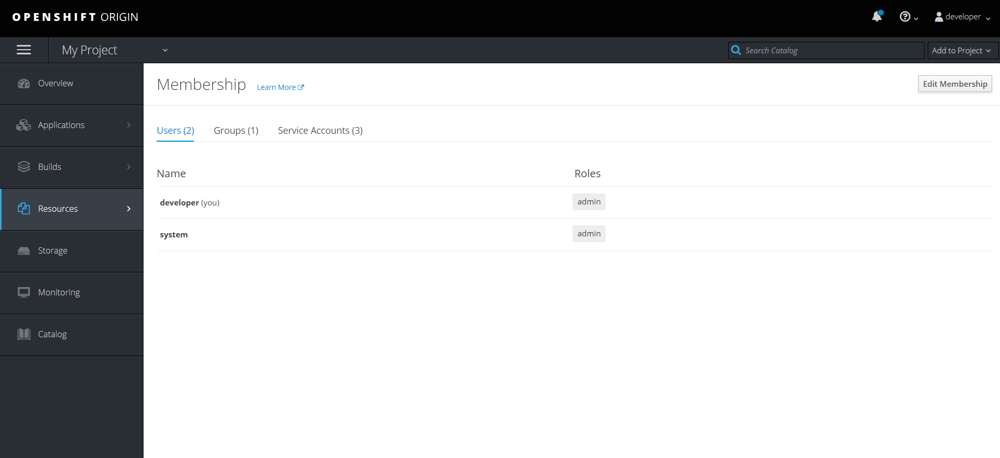 OPENSHIFT ORIGIN
developer
My Project
Search Catalog
Add to Project
Overview
Applications
Builds
Resources
Storage
Monitoring
Catalog
Membership Learn More
Edit Membership
Users (2) Groups (1) Service Accounts (3)
Name Roles
developer (you) admin
system admin